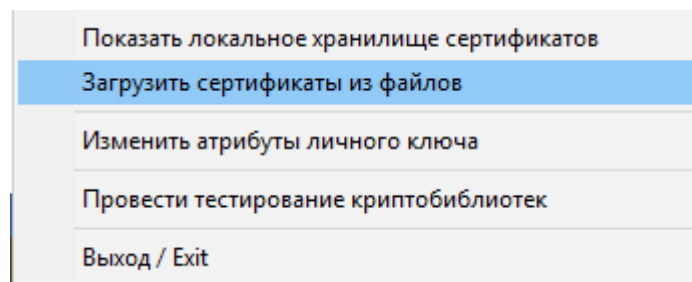 Показать локальное хранилище сертификатов
Загрузить сертификаты из файлов
Изменить атрибуты личного ключа
Провести тестирование криптобиблиотек
Выход / Exit